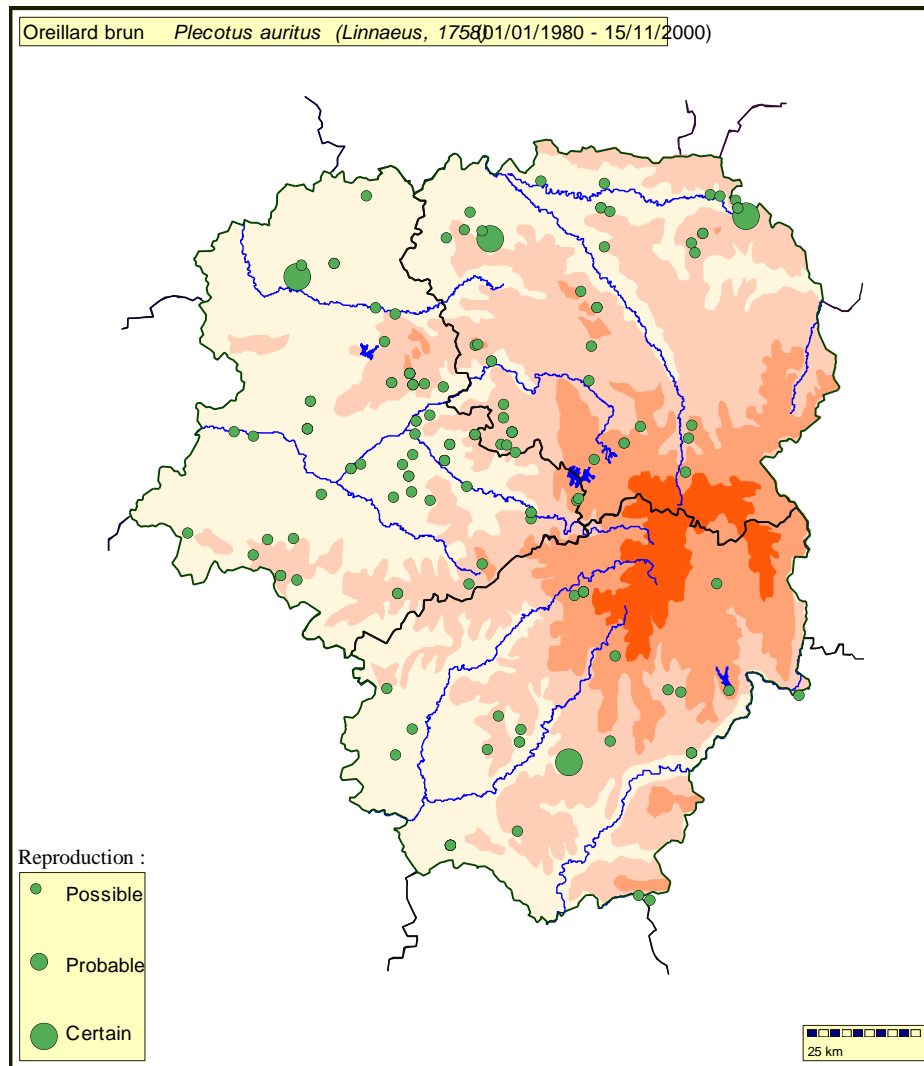 Oreillard brun Plecotus auritus (Linnaeus, 1758) (01/01/1980 - 15/11/2000)
Reproduction :
Possible
Probable
Certain
25 km